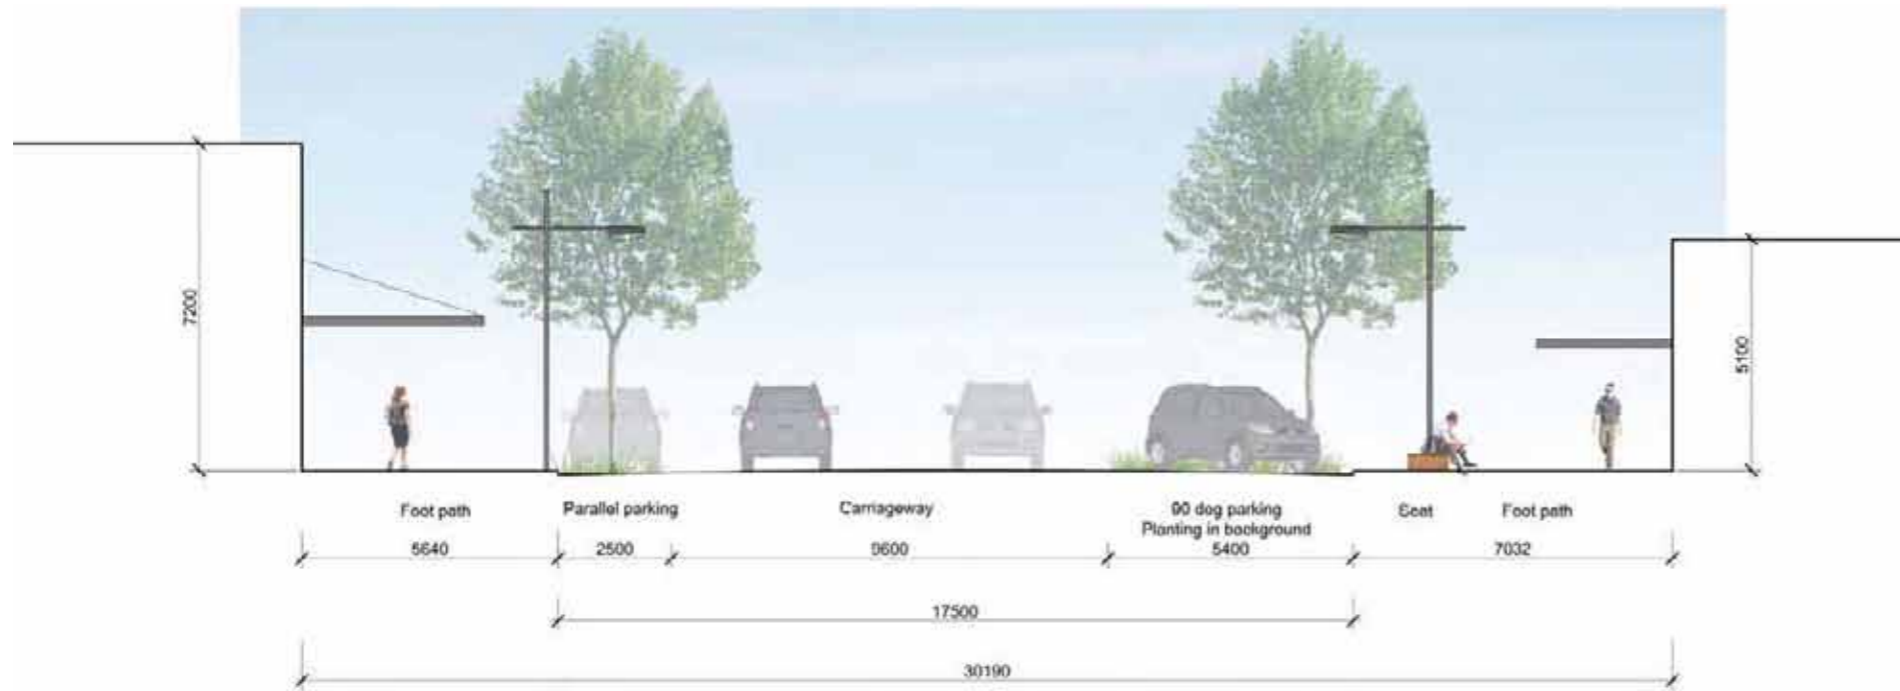 7200
5100
Foot path
Parallel parking
Carriageway
90 deg parking
Planting in background
Seat
Foot path
5640
2500
9600
5400
7032
17500
30190